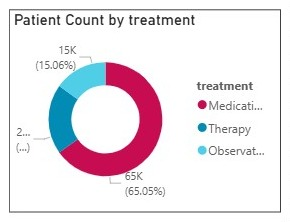 Patient Count by treatment
15K
(15.06%)
treatment
Medicati...
Therapy
Observat...
2...
(...)
65K
(65.05%)